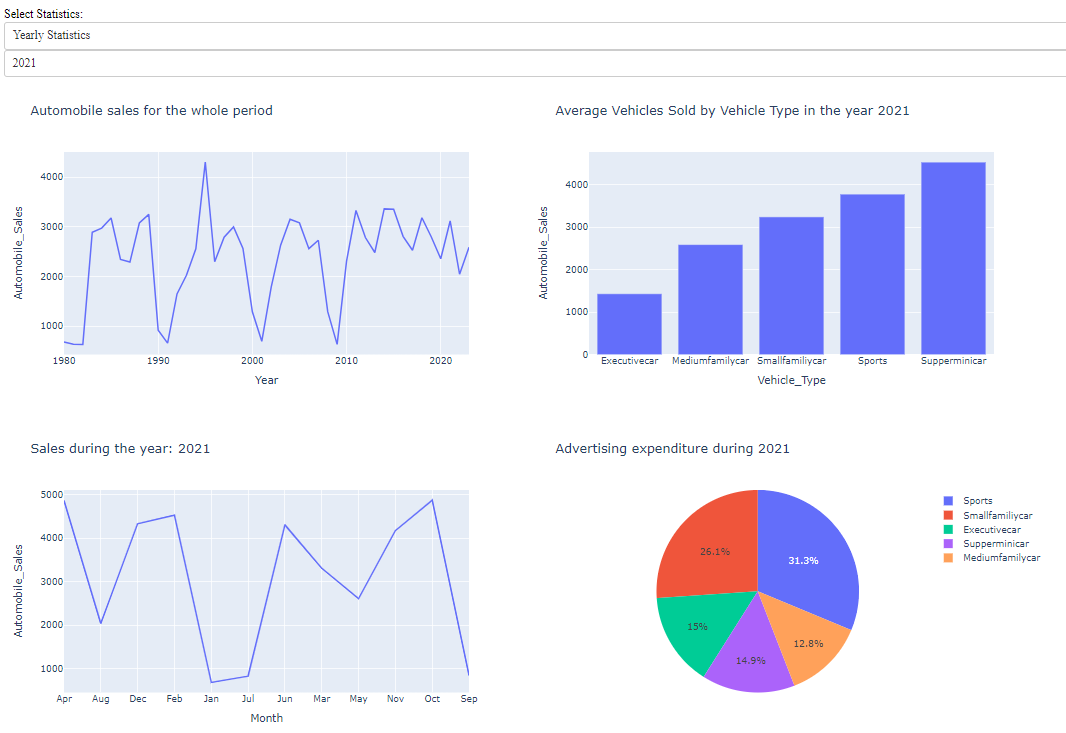 Select Statistics:
Yearly Statistics
2021
Automobile sales for the whole period
Automobile_Sales
4000
3000
2000
1000
1980 1990 2000 2010 2020
Year
Average Vehicles Sold by Vehicle Type in the year 2021
Automobile_Sales
4000
3000
2000
1000
0
Executivecar Mediumfamilycar Smallfamiliycar Sports Supperminicar
Vehicle_Type
Sales during the year: 2021
Automobile_Sales
5000
4000
3000
2000
1000
Apr Aug Dec Feb Jan Jul Jun Mar May Nov Oct Sep
Month
Advertising expenditure during 2021
26.1%
31.3%
15%
14.9%
12.8%
Sports
Smallfamiliycar
Executivecar
Supperminicar
Mediumfamilycar